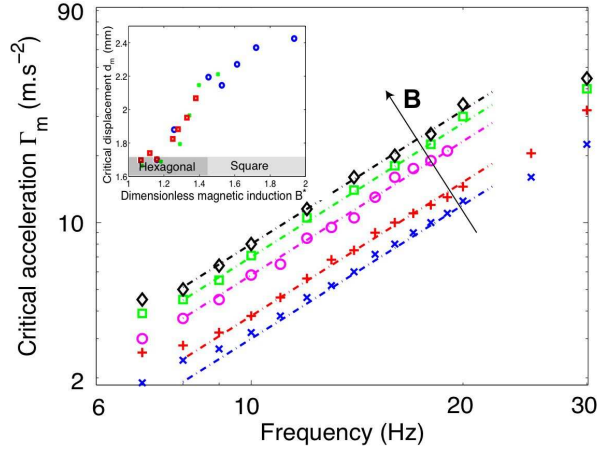 90
10
2
6
10
20
30
Critical acceleration Γm (m.s⁻²)
Frequency (Hz)
B
2.4
2.2
2
1.8
1.6
1
1.2
1.4
1.6
1.8
2
Critical displacement dm (mm)
Hexagonal
Square
Dimensionless magnetic induction B*